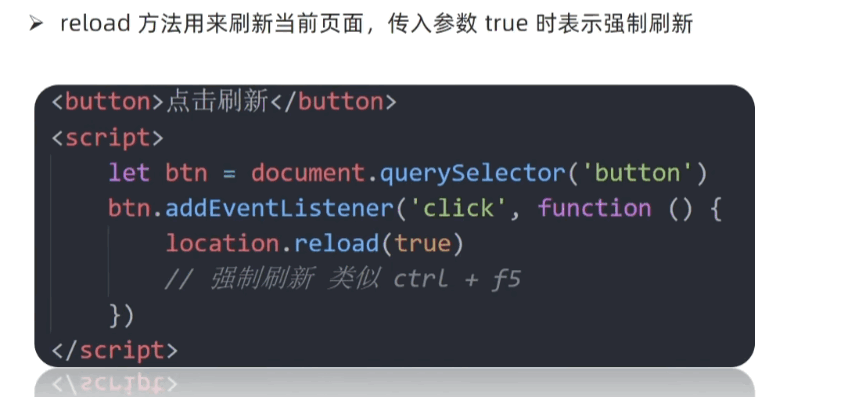 ➤ reload 方法用来刷新当前页面，传入参数 true 时表示强制刷新
<button>点击刷新</button>
<script>
    let btn = document.querySelector('button')
    btn.addEventListener('click', function () {
        location.reload(true)
        // 强制刷新 类似 ctrl + f5
    })
</script>